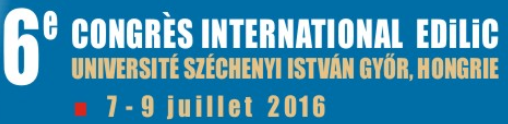 6e CONGRÈS INTERNATIONAL EDiLiC
UNIVERSITÉ SZÉCHENYI ISTVÁN GYŐR, HONGRIE
7 - 9 juillet 2016